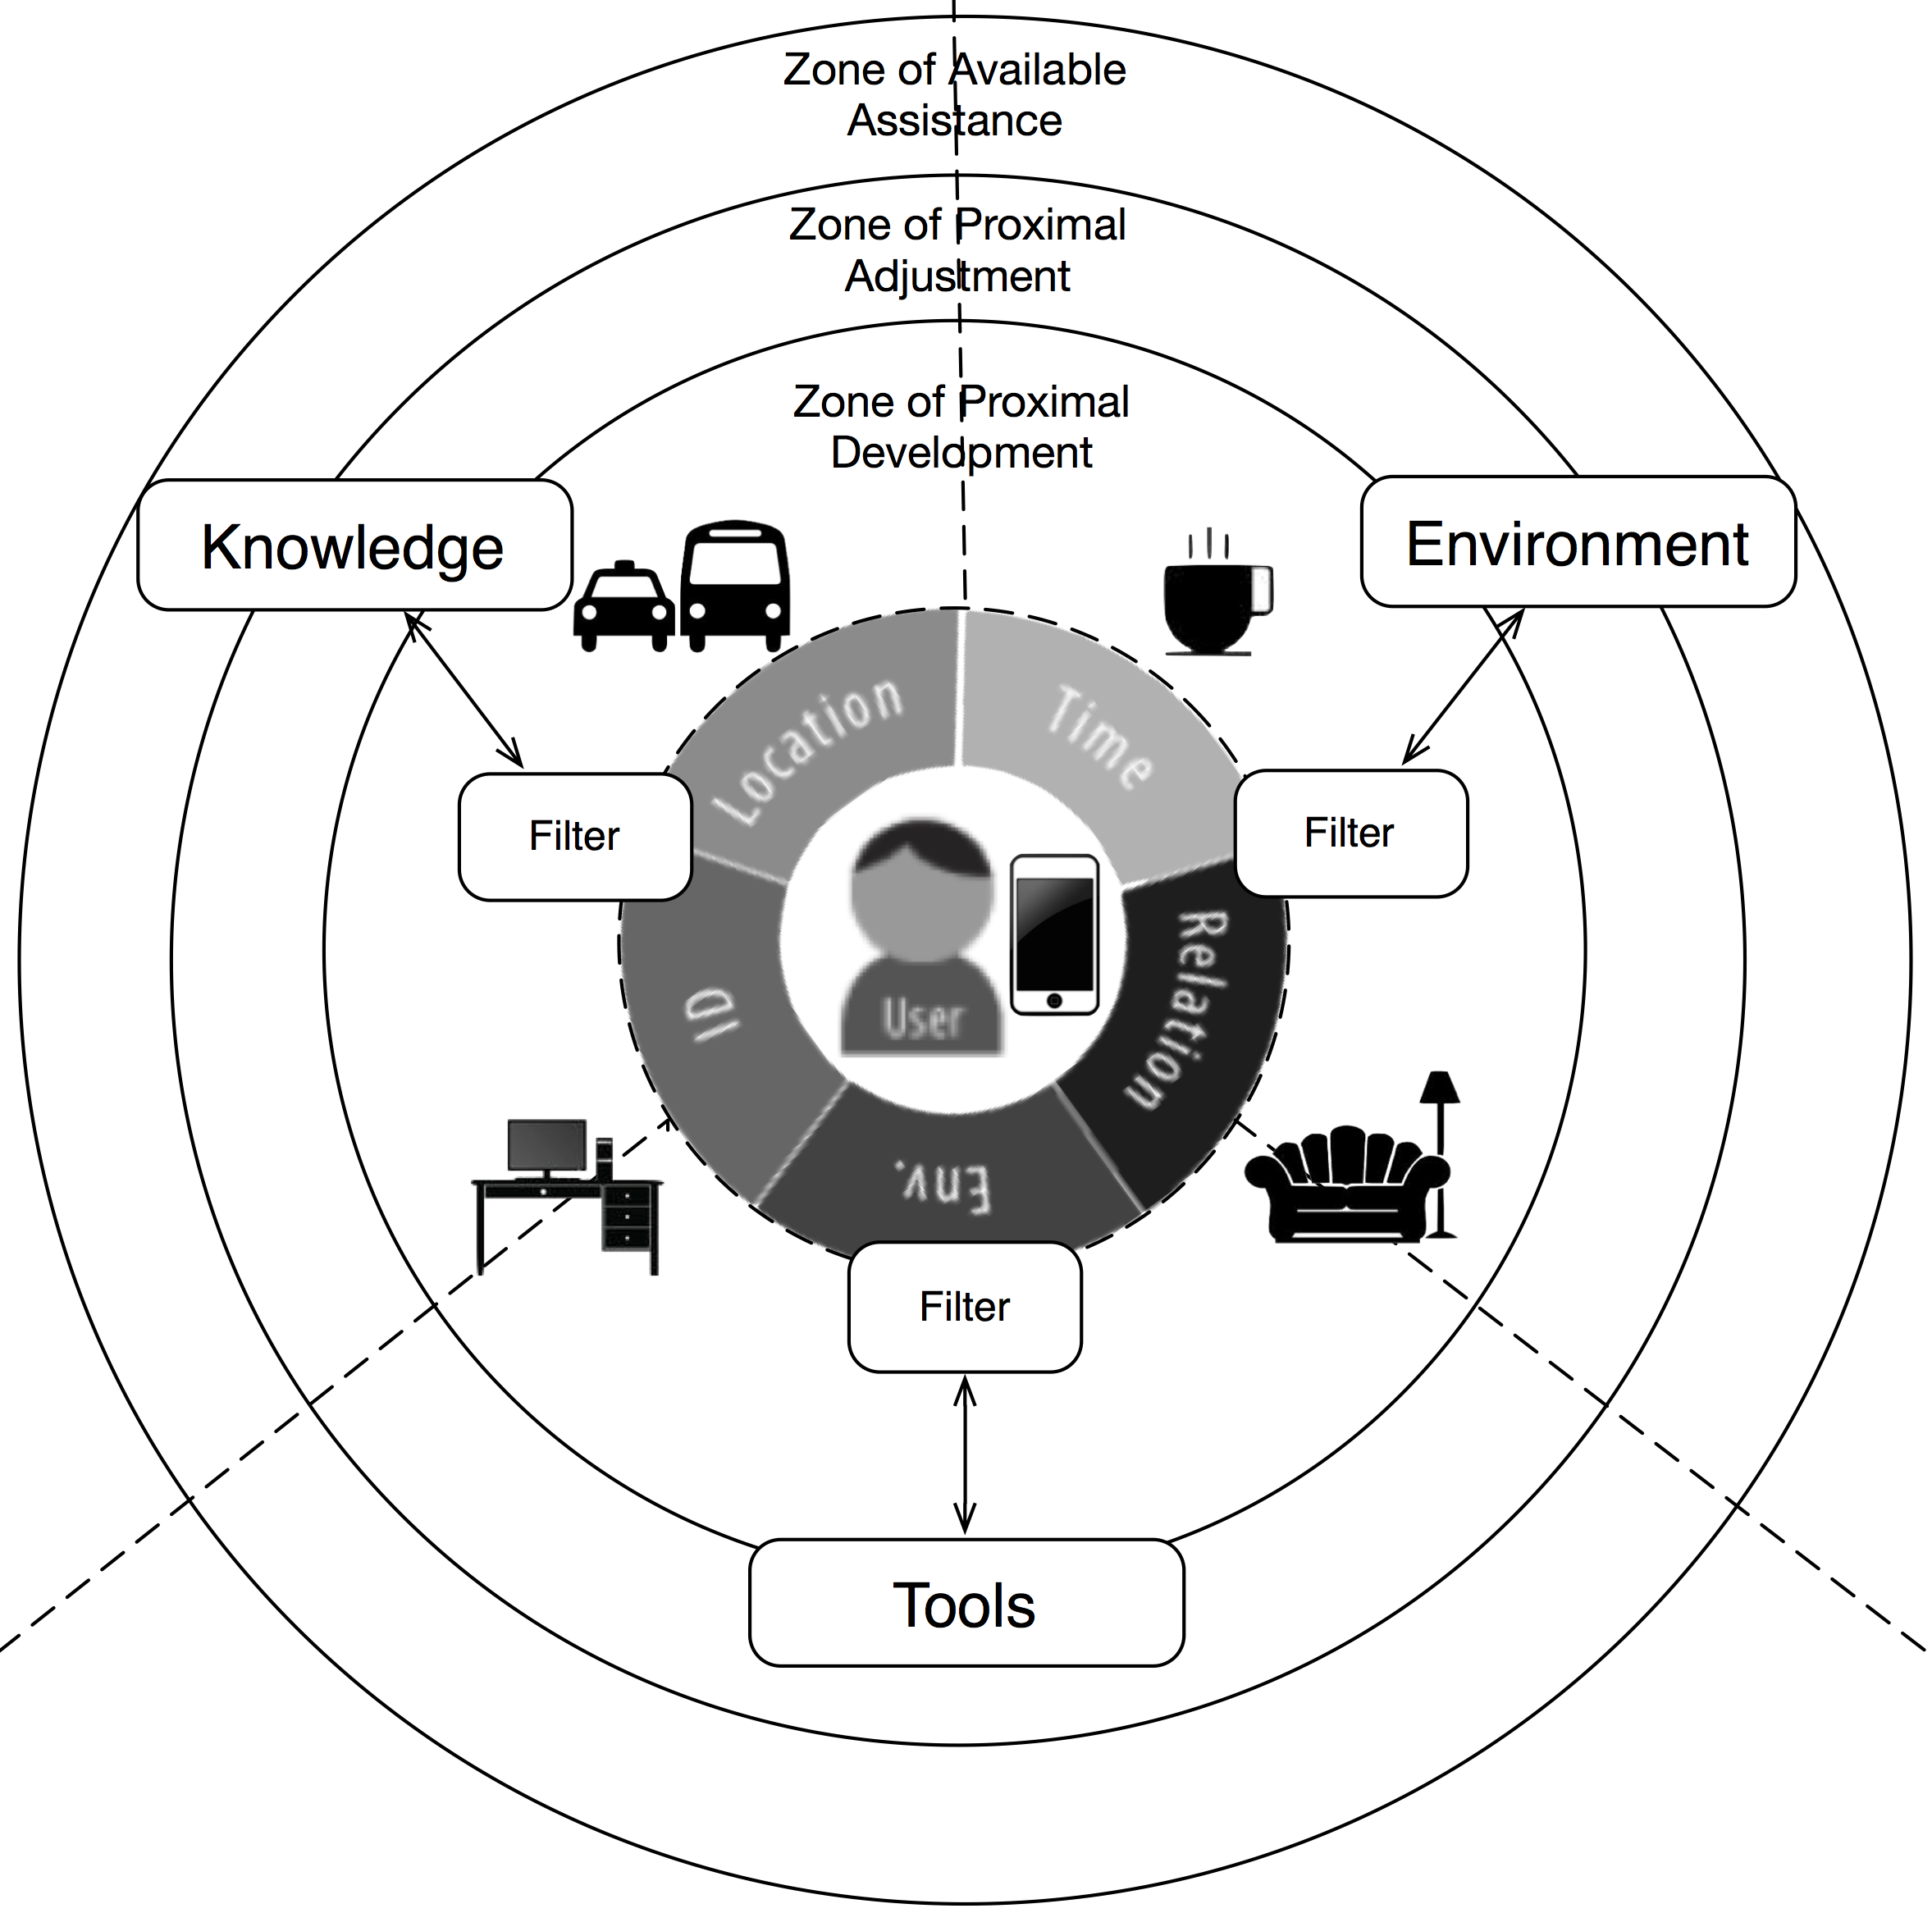 Zone of Available
Assistance
Zone of Proximal
Adjustment
Zone of Proximal
Development
Knowledge
Environment
Location
Time
Filter
Filter
Relation
ID
User
Env.
Filter
Tools